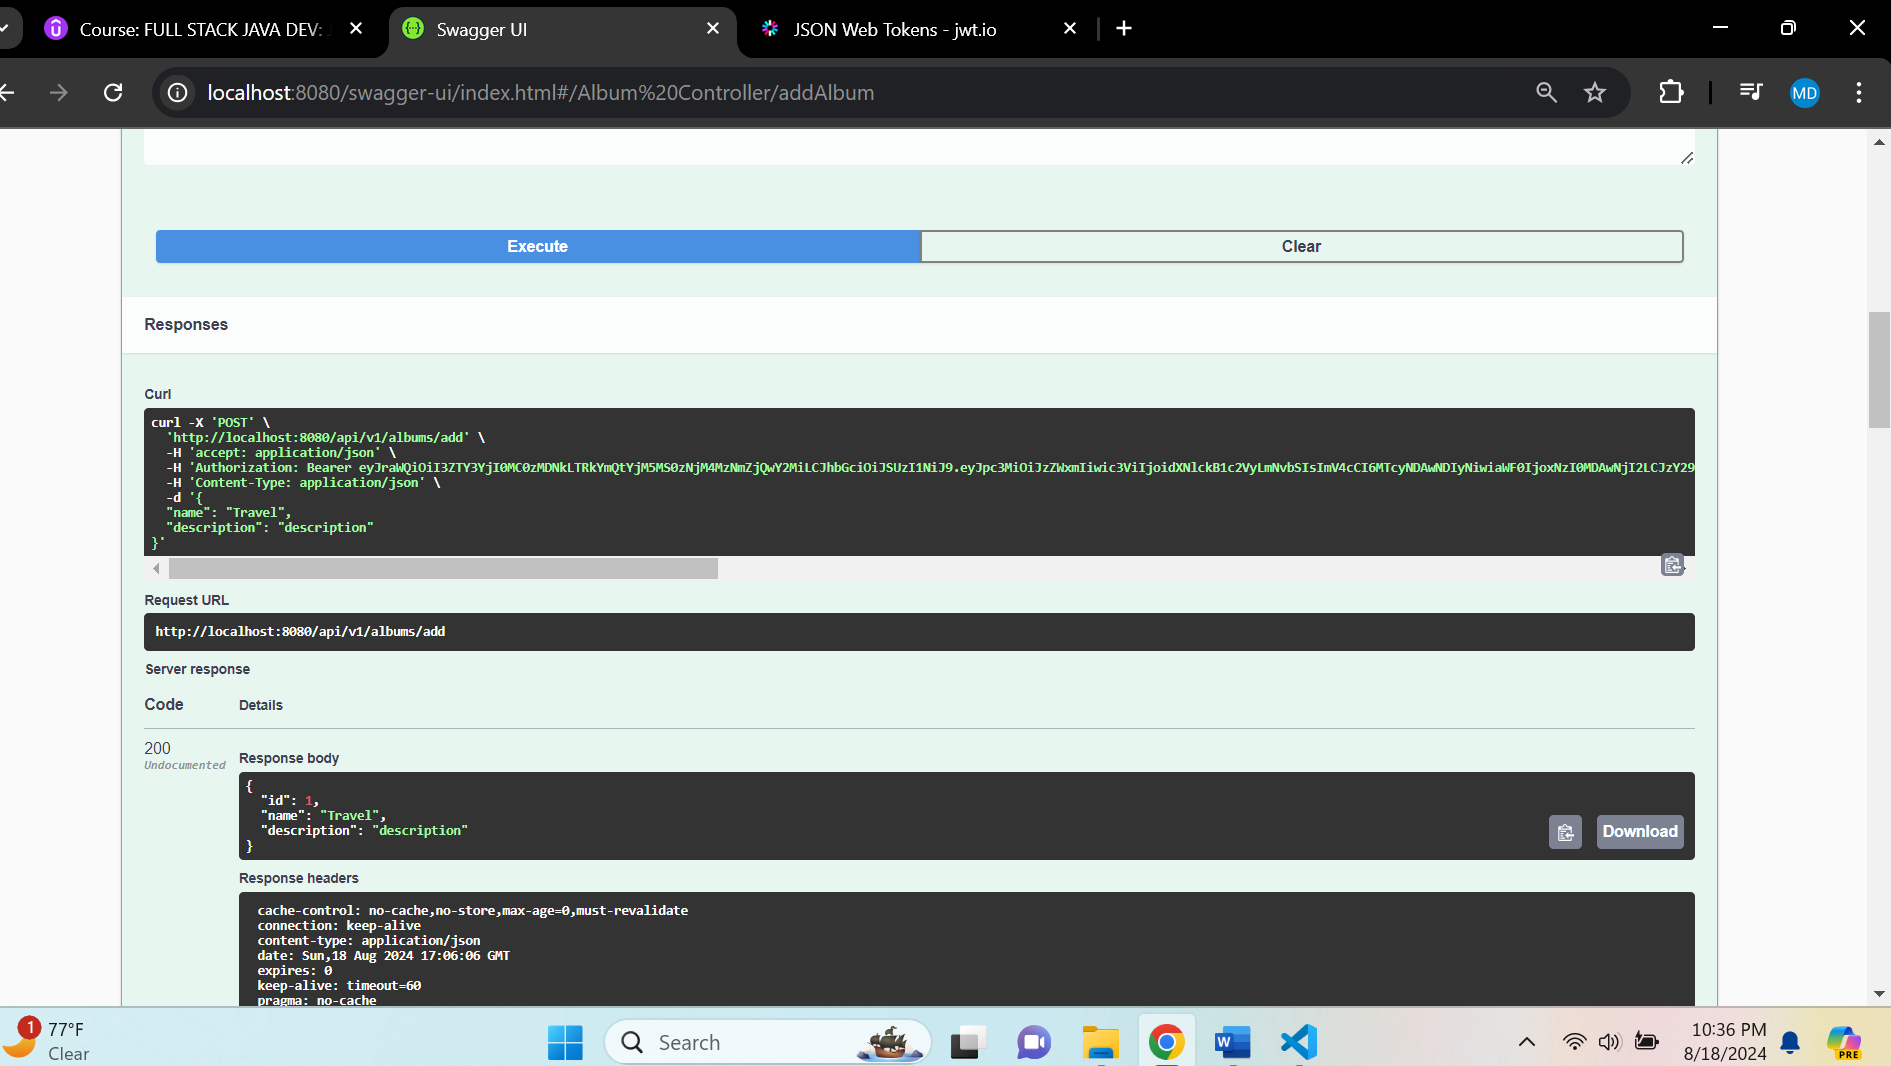 Course: FULL STACK JAVA DEV:
Swagger UI
JSON Web Tokens - jwt.io
localhost:8080/swagger-ui/index.html#/Album%20Controller/addAlbum
MD
Execute
Clear
Responses
Curl
curl -X 'POST' \
'http://localhost:8080/api/v1/albums/add' \
-H 'accept: application/json' \
-H 'Authorization: Bearer eyJraWQiOiI3ZTY3YjI0MC0zMDNkLTRkYmQtYjM5MS0zNjM4MzNmZjQwY2MiLCJhbGciOiJSUzI1NiJ9.eyJpc3MiOiJzZWxmIiwic3ViIjoidXNlckB1c2VyLmNvbSIsImV4cCI6MTcyNDAwNDIyNiwiaWF0IjoxNzI0MDAwNjI2LCJzY29
-H 'Content-Type: application/json' \
-d '{
"name": "Travel",
"description": "description"
}'
Request URL
http://localhost:8080/api/v1/albums/add
Server response
Code
Details
200
Undocumented
Response body
{
"id": 1,
"name": "Travel",
"description": "description"
}
Download
Response headers
cache-control: no-cache,no-store,max-age=0,must-revalidate
connection: keep-alive
content-type: application/json
date: Sun,18 Aug 2024 17:06:06 GMT
expires: 0
keep-alive: timeout=60
pragma: no-cache
1
77°F
Clear
Search
W
10:36 PM
8/18/2024
PRE